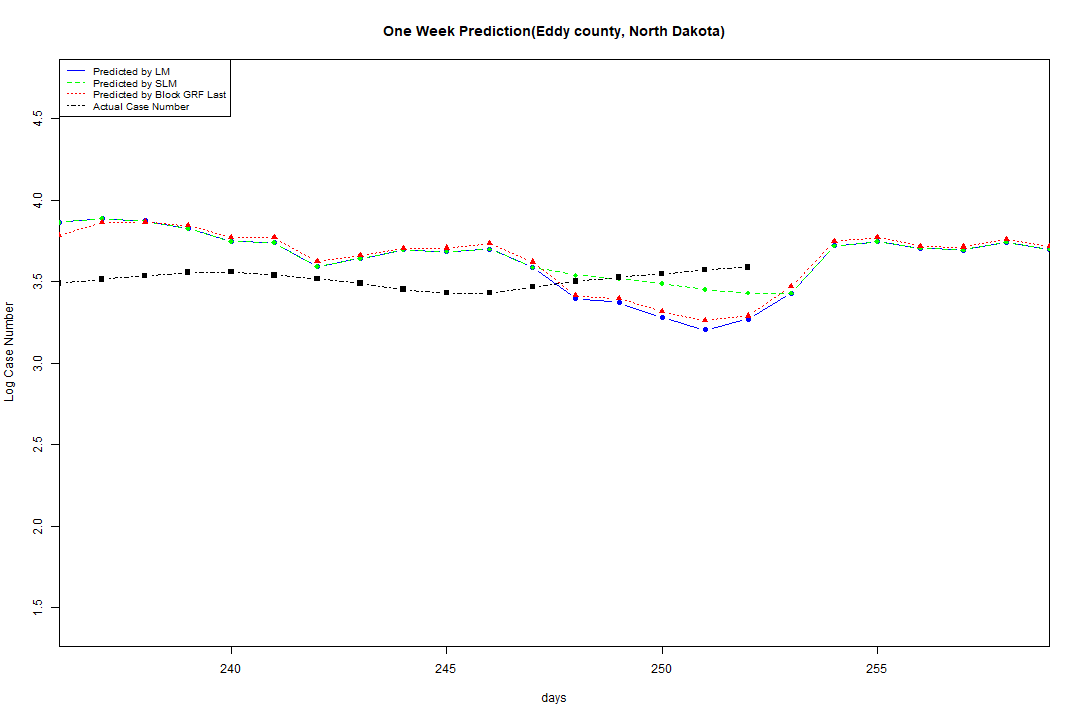 One Week Prediction(Eddy county, North Dakota)
Predicted by LM
Predicted by SLM
Predicted by Block GRF Last
Actual Case Number
4.5
4.0
3.5
3.0
2.5
2.0
1.5
Log Case Number
240
245
250
255
days